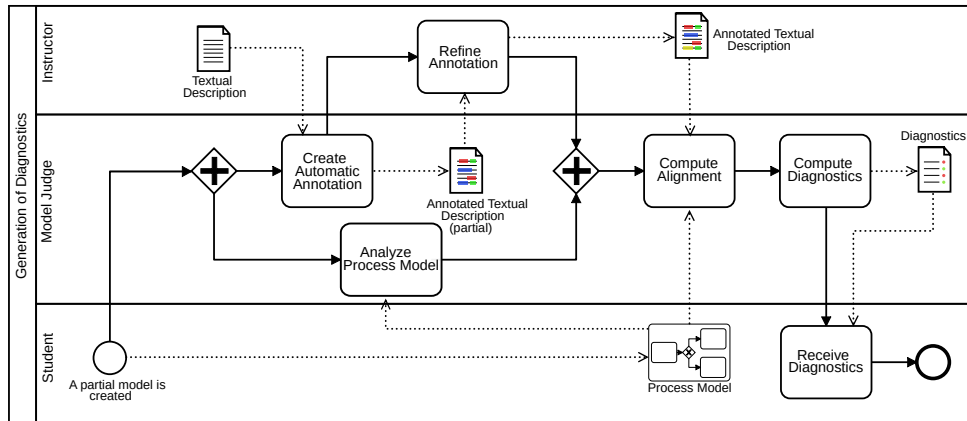 Generation of Diagnostics
Instructor
Textual
Description
Refine
Annotation
Annotated Textual
Description
Model Judge
Create
Automatic
Annotation
Annotated Textual
Description
(partial)
Analyze
Process Model
Compute
Alignment
Compute
Diagnostics
Diagnostics
Student
A partial model is
created
Process Model
Receive
Diagnostics